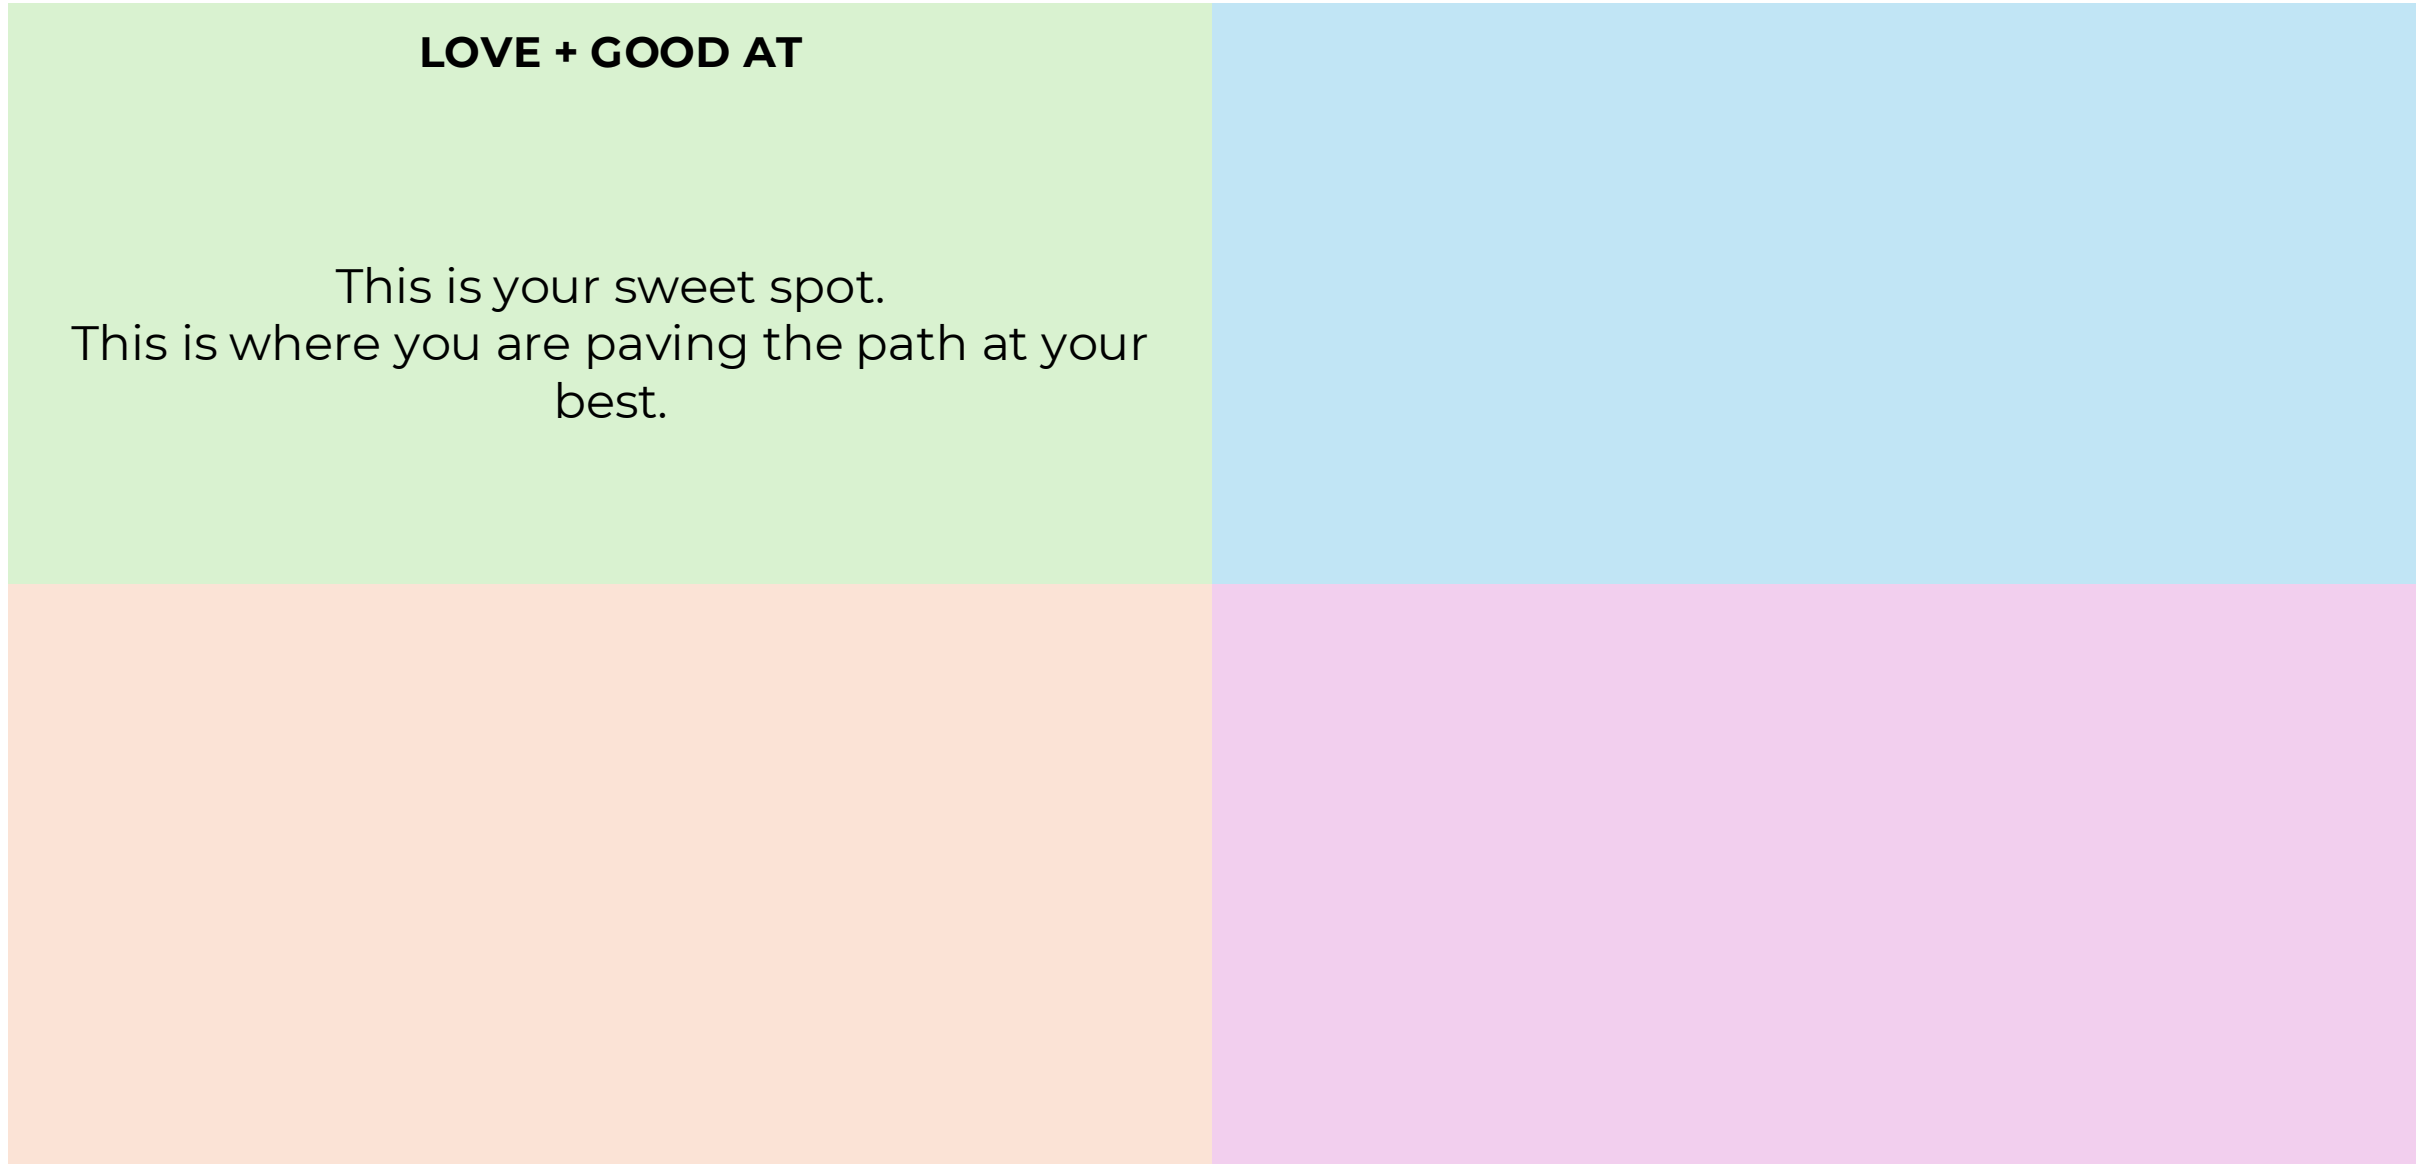 LOVE + GOOD AT
This is your sweet spot.
This is where you are paving the path at your
best.